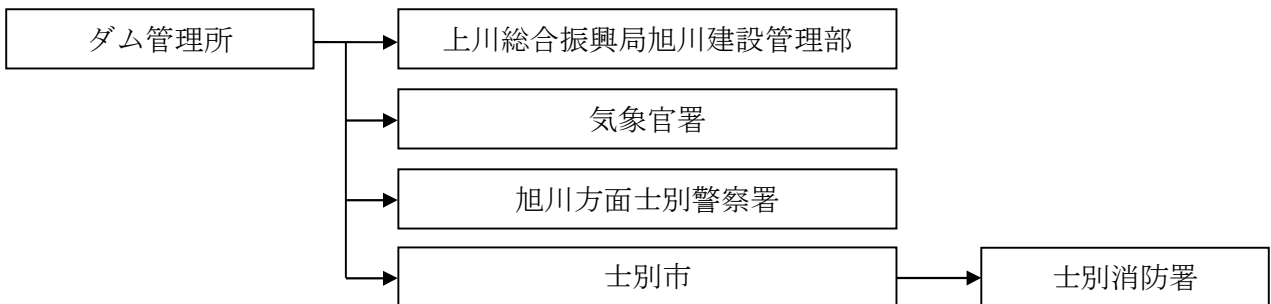 ダム管理所
上川総合振興局旭川建設管理部
気象官署
旭川方面士別警察署
士別市
士別消防署